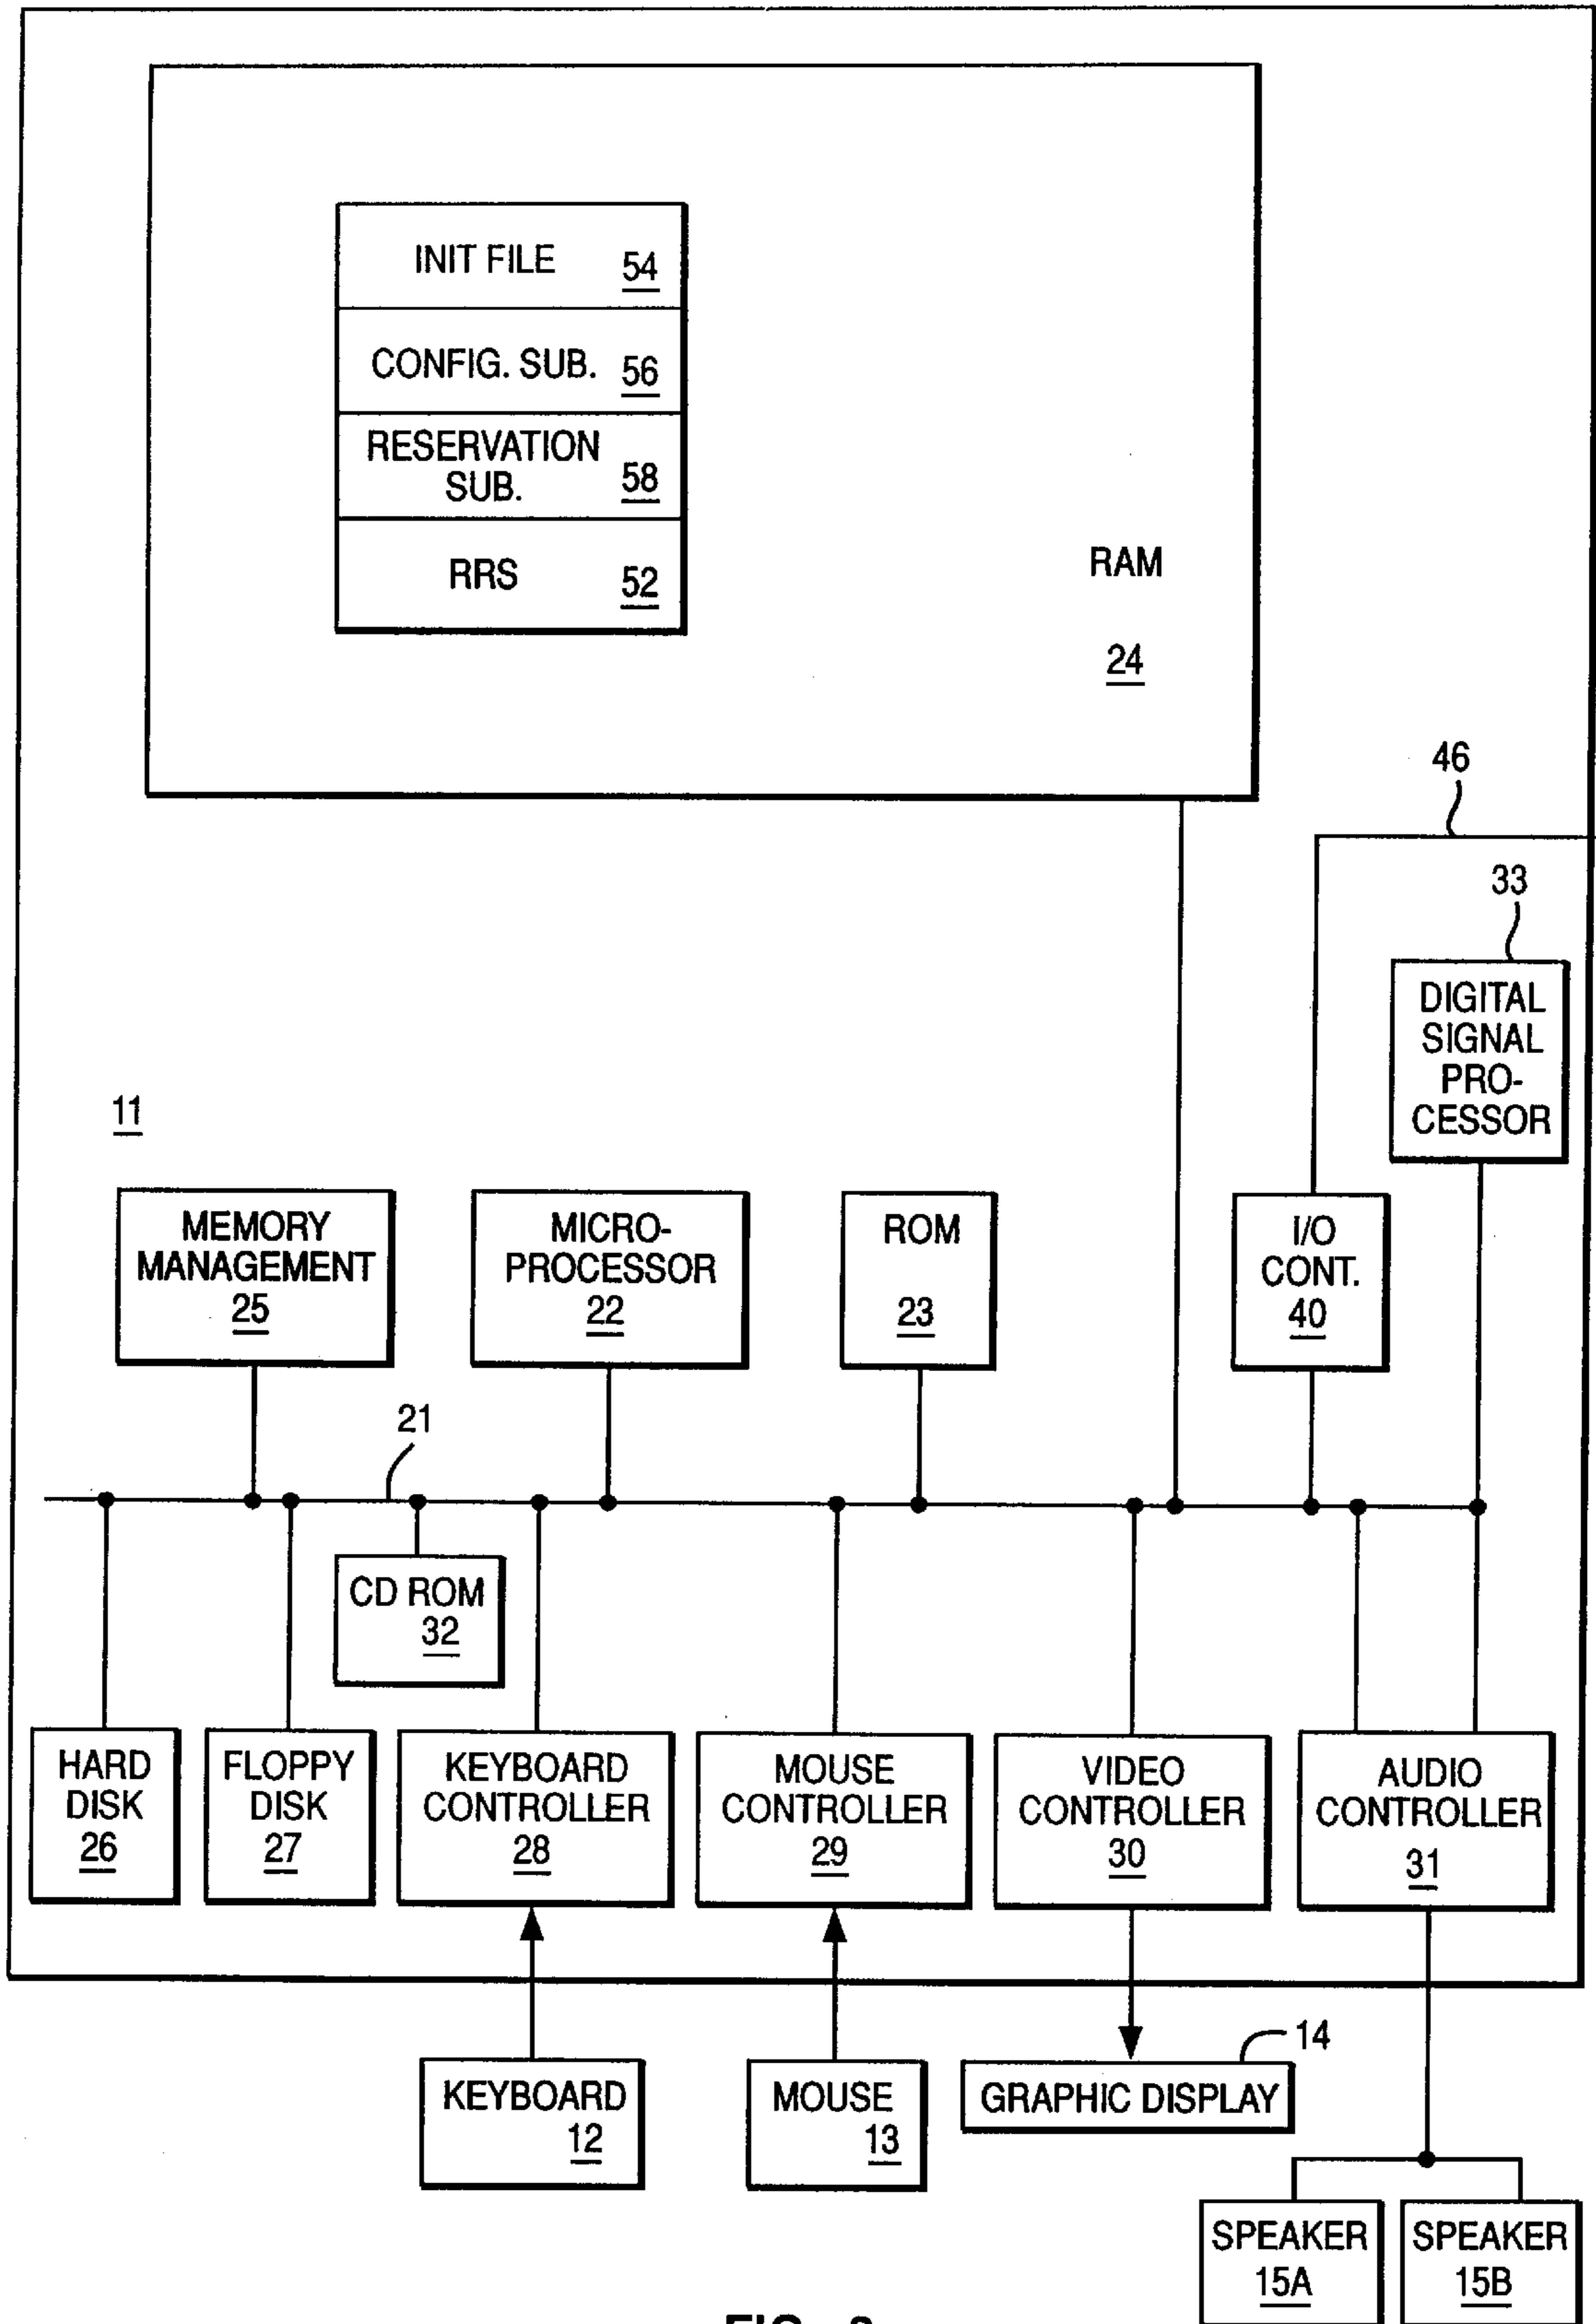 INIT FILE 54
CONFIG. SUB. 56
RESERVATION
SUB. 58
RRS 52
RAM
24
46
33
DIGITAL
SIGNAL
PRO-
CESSOR
11
MEMORY
MANAGEMENT
25
MICRO-
PROCESSOR
22
ROM
23
I/O
CONT.
40
21
CD ROM
32
HARD
DISK
26
FLOPPY
DISK
27
KEYBOARD
CONTROLLER
28
MOUSE
CONTROLLER
29
VIDEO
CONTROLLER
30
AUDIO
CONTROLLER
31
KEYBOARD
12
MOUSE
13
14
GRAPHIC DISPLAY
SPEAKER
15A
SPEAKER
15B